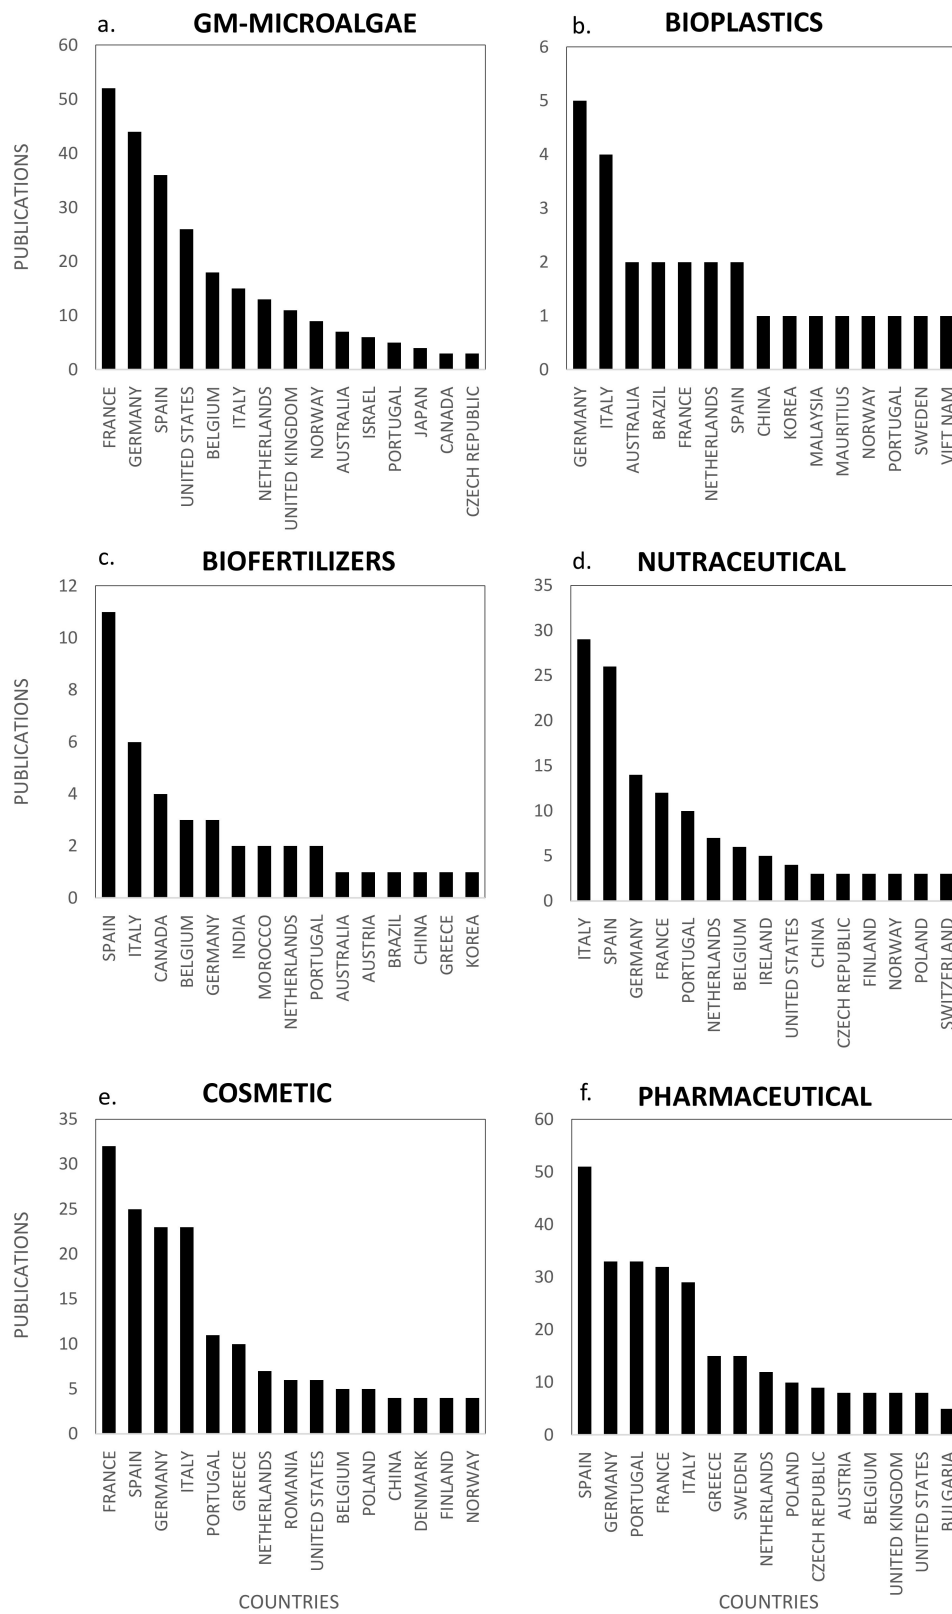 a.
GM-MICROALGAE
PUBLICATIONS
60
50
40
30
20
10
0
FRANCE
GERMANY
SPAIN
UNITED STATES
BELGIUM
ITALY
NETHERLANDS
UNITED KINGDOM
NORWAY
AUSTRALIA
ISRAEL
PORTUGAL
JAPAN
CANADA
CZECH REPUBLIC
b.
BIOPLASTICS
6
5
4
3
2
1
0
GERMANY
ITALY
AUSTRALIA
BRAZIL
FRANCE
NETHERLANDS
SPAIN
CHINA
KOREA
MALAYSIA
MAURITIUS
NORWAY
PORTUGAL
SWEDEN
VIET NAM
c.
BIOFERTILIZERS
PUBLICATIONS
12
10
8
6
4
2
0
SPAIN
ITALY
CANADA
BELGIUM
GERMANY
INDIA
MOROCCO
NETHERLANDS
PORTUGAL
AUSTRALIA
AUSTRIA
BRAZIL
CHINA
GREECE
KOREA
d.
NUTRACEUTICAL
35
30
25
20
15
10
5
0
ITALY
SPAIN
GERMANY
FRANCE
PORTUGAL
NETHERLANDS
BELGIUM
IRELAND
UNITED STATES
CHINA
CZECH REPUBLIC
FINLAND
NORWAY
POLAND
SWITZERLAND
e.
COSMETIC
PUBLICATIONS
35
30
25
20
15
10
5
0
FRANCE
SPAIN
GERMANY
ITALY
PORTUGAL
GREECE
NETHERLANDS
ROMANIA
UNITED STATES
BELGIUM
POLAND
CHINA
DENMARK
FINLAND
NORWAY
COUNTRIES
f.
PHARMACEUTICAL
60
50
40
30
20
10
0
SPAIN
GERMANY
PORTUGAL
FRANCE
ITALY
GREECE
SWEDEN
NETHERLANDS
POLAND
CZECH REPUBLIC
AUSTRIA
BELGIUM
UNITED KINGDOM
UNITED STATES
BULGARIA
COUNTRIES